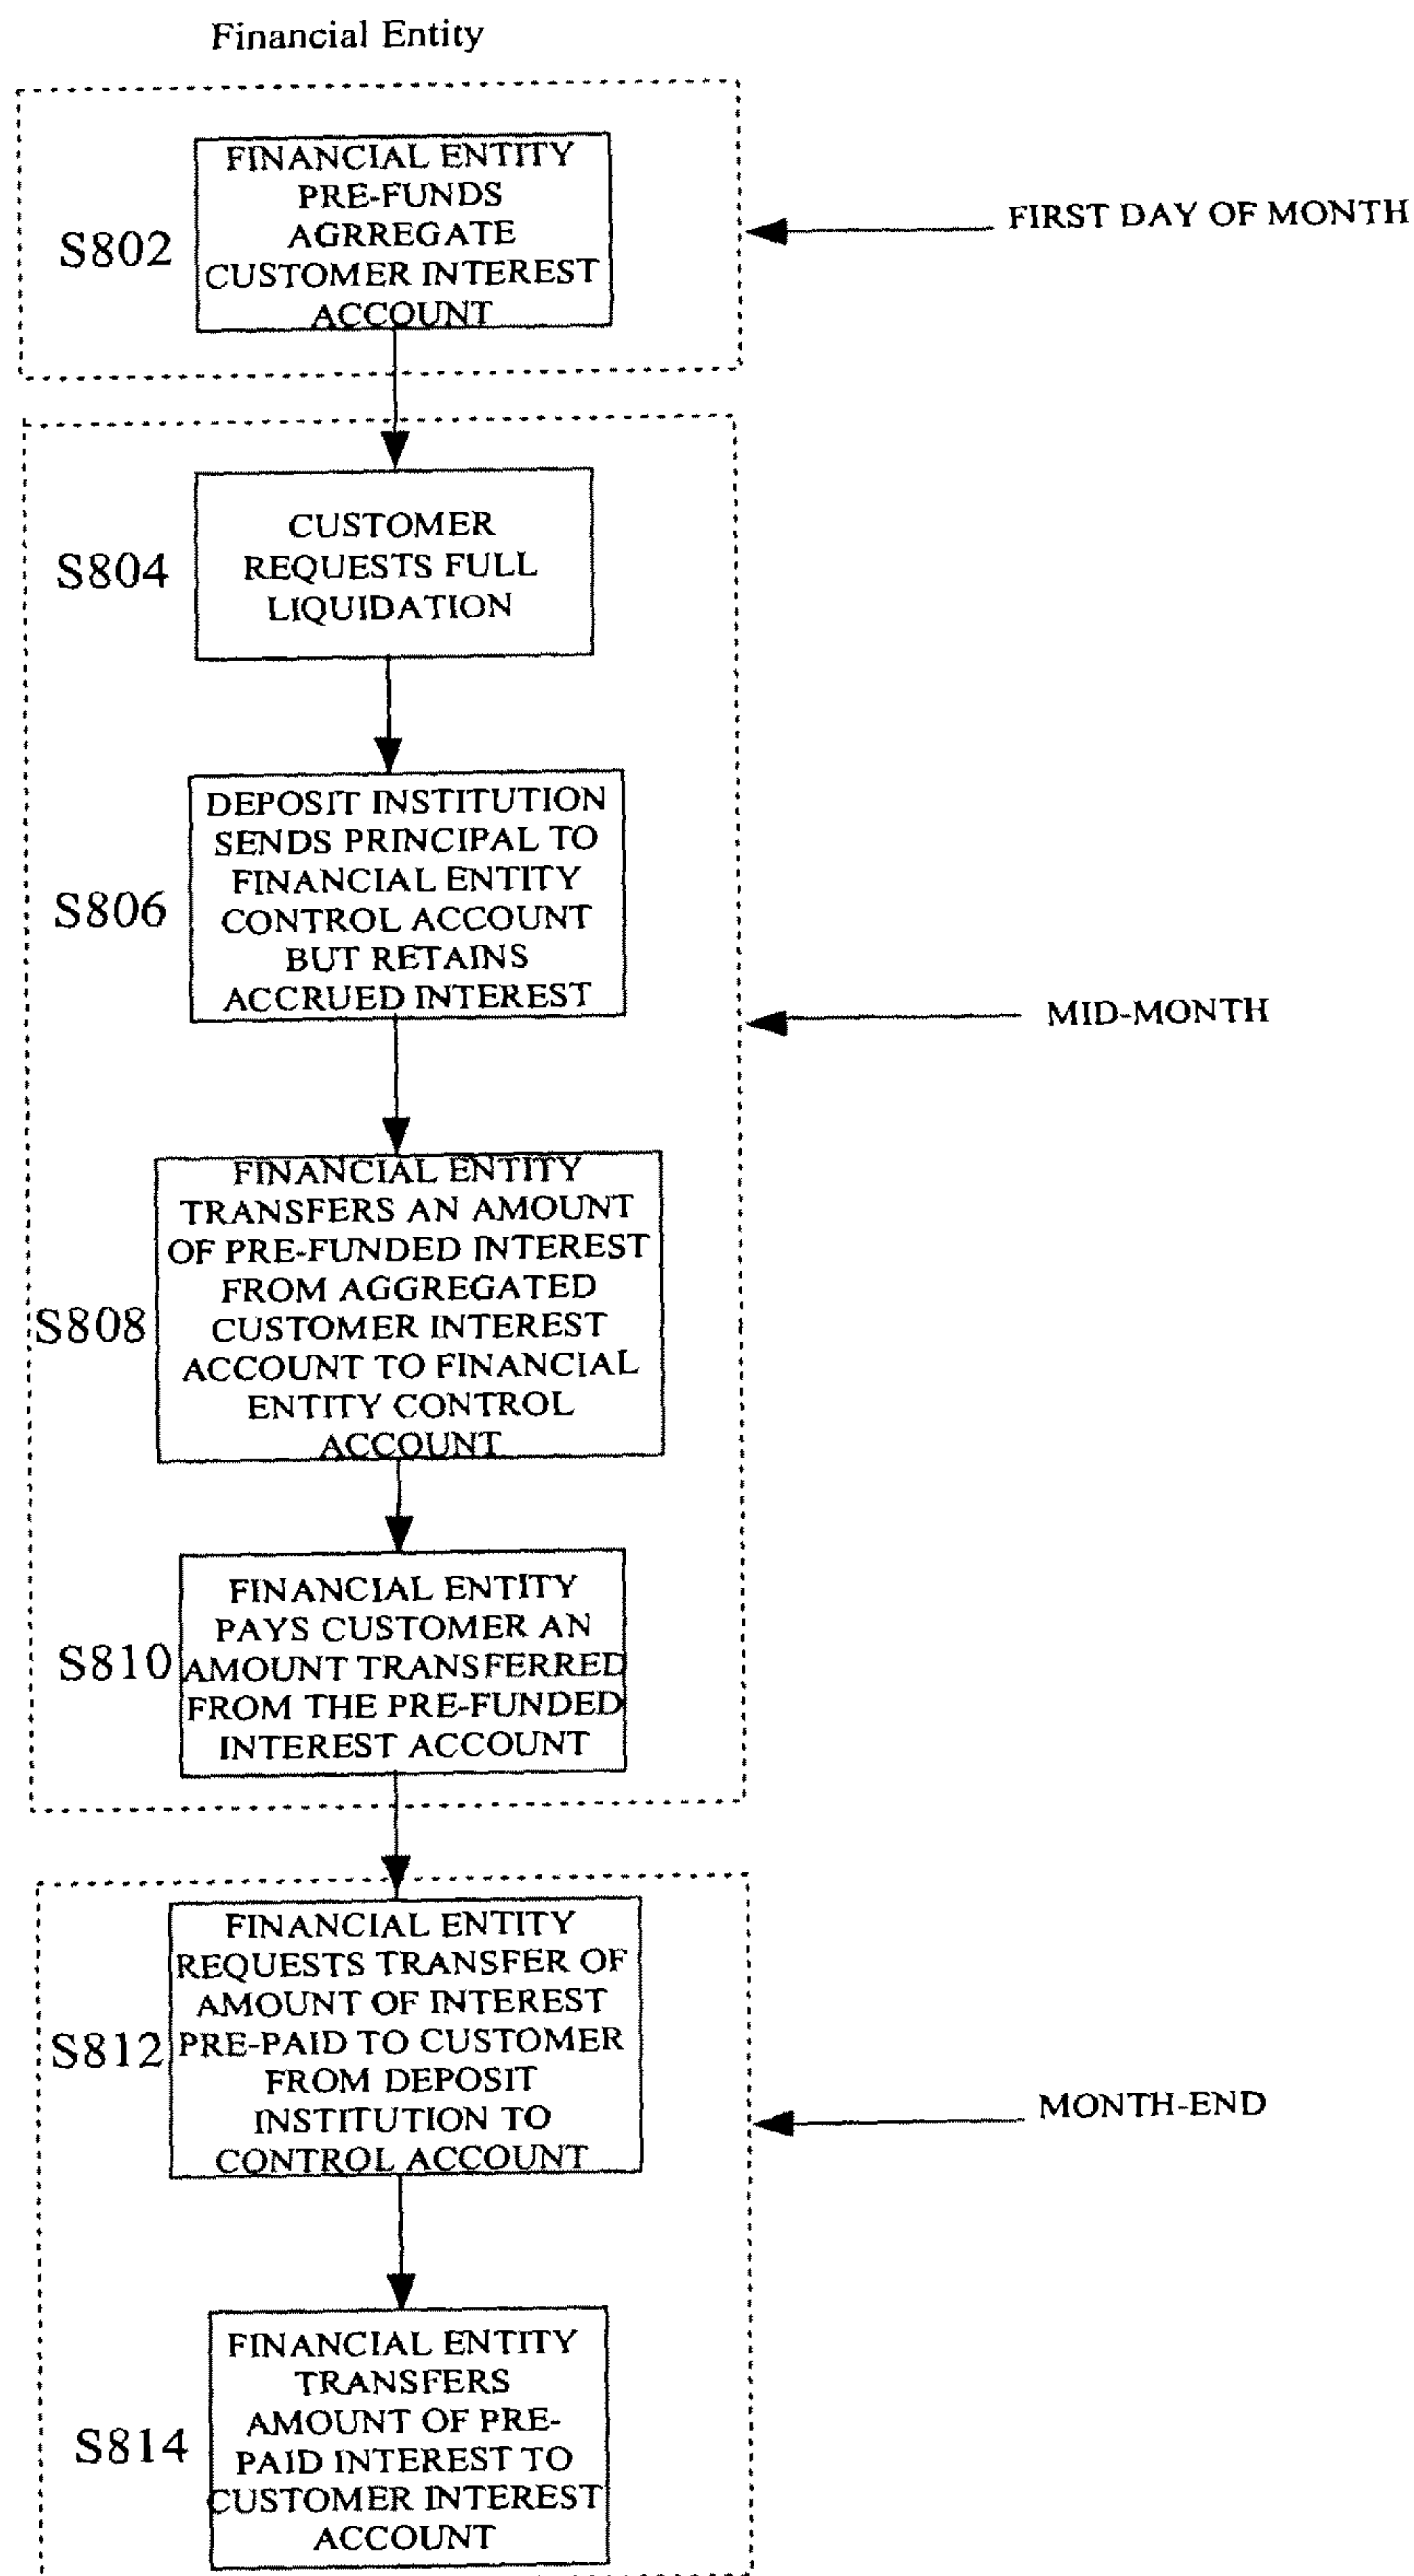 Financial Entity
FINANCIAL ENTITY
PRE-FUNDS
AGRREGATE
CUSTOMER INTEREST
ACCOUNT
S802
FIRST DAY OF MONTH
CUSTOMER
REQUESTS FULL
LIQUIDATION
S804
DEPOSIT INSTITUTION
SENDS PRINCIPAL TO
FINANCIAL ENTITY
CONTROL ACCOUNT
BUT RETAINS
ACCRUED INTEREST
S806
MID-MONTH
FINANCIAL ENTITY
TRANSFERS AN AMOUNT
OF PRE-FUNDED INTEREST
FROM AGGREGATED
CUSTOMER INTEREST
ACCOUNT TO FINANCIAL
ENTITY CONTROL
ACCOUNT
S808
FINANCIAL ENTITY
PAYS CUSTOMER AN
AMOUNT TRANSFERRED
FROM THE PRE-FUNDED
INTEREST ACCOUNT
S810
FINANCIAL ENTITY
REQUESTS TRANSFER OF
AMOUNT OF INTEREST
PRE-PAID TO CUSTOMER
FROM DEPOSIT
INSTITUTION TO
CONTROL ACCOUNT
S812
MONTH-END
FINANCIAL ENTITY
TRANSFERS
AMOUNT OF PRE-
PAID INTEREST TO
CUSTOMER INTEREST
ACCOUNT
S814